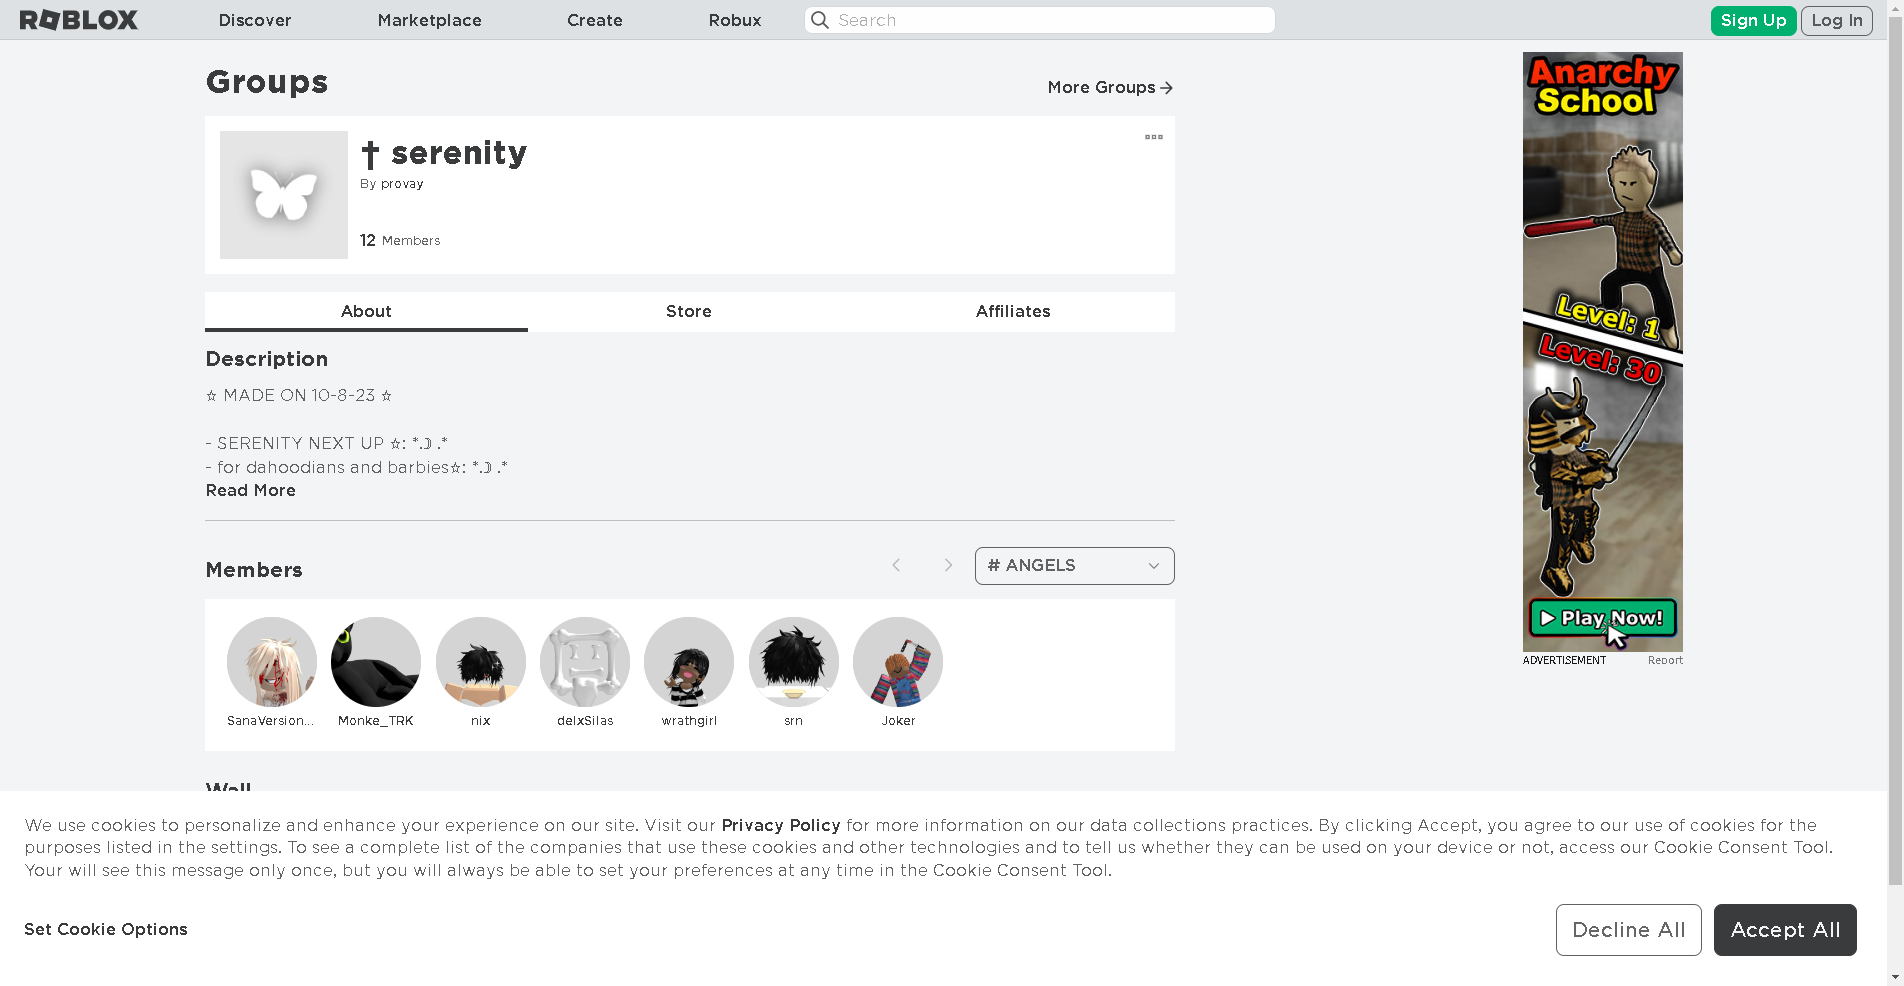 ROBLOX
Discover
Marketplace
Create
Robux
Search
Sign Up
Log In
Groups
More Groups
† serenity
By provay
12 Members
About
Store
Affiliates
Description
☆ MADE ON 10-8-23 ☆
- SERENITY NEXT UP ☆: *.☽ .*
- for dahoodians and barbies☆: *.☽ .*
Read More
Members
# ANGELS
SanaVersion...
Monke_TRK
nix
delxSilas
wrathgirl
srn
Joker
Wall
Anarchy
School
Level: 1
Level: 30
Play Now!
ADVERTISEMENT
Report
We use cookies to personalize and enhance your experience on our site. Visit our Privacy Policy for more information on our data collections practices. By clicking Accept, you agree to our use of cookies for the
purposes listed in the settings. To see a complete list of the companies that use these cookies and other technologies and to tell us whether they can be used on your device or not, access our Cookie Consent Tool.
Your will see this message only once, but you will always be able to set your preferences at any time in the Cookie Consent Tool.
Set Cookie Options
Decline All
Accept All